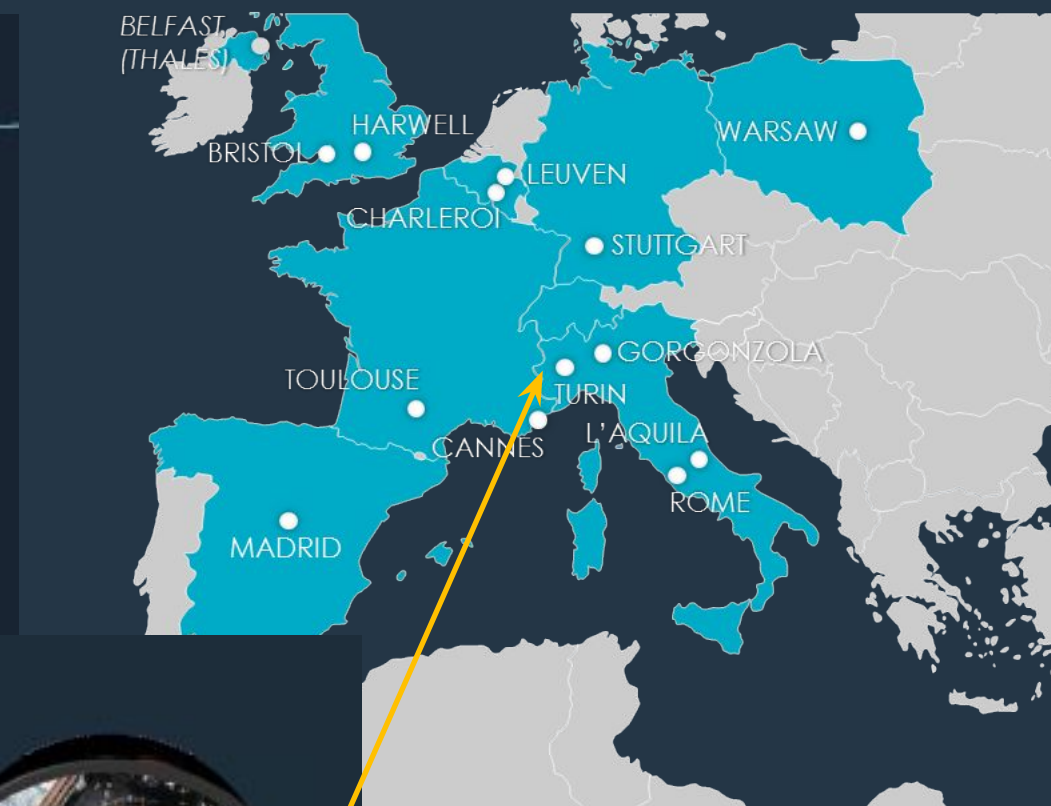 BELFAST
(THALES)
HARWELL
BRISTOL
WARSAW
LEUVEN
CHARLEROI
STUTTGART
GORGONZOLA
TOULOUSE
TURIN
CANNES
L'AQUILA
ROME
MADRID